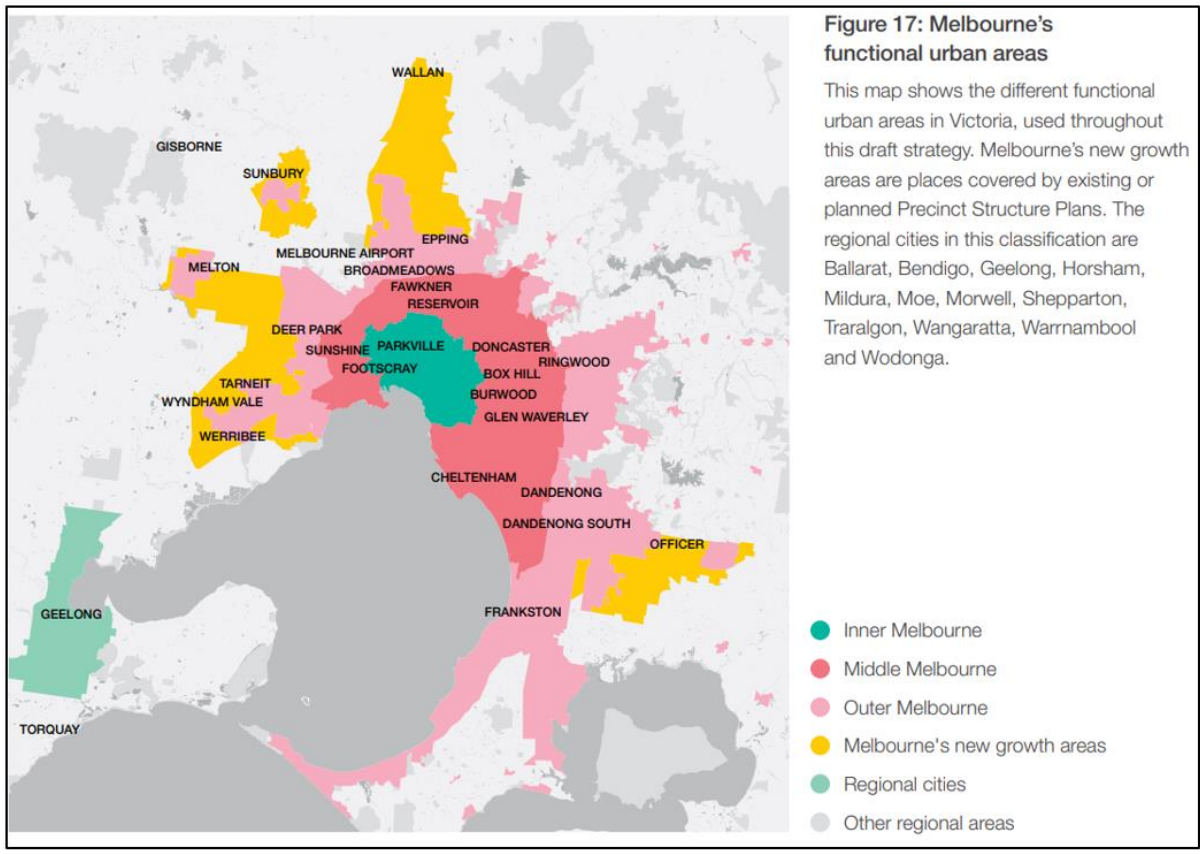 Figure 17: Melbourne's
functional urban areas
This map shows the different functional
urban areas in Victoria, used throughout
this draft strategy. Melbourne's new growth
areas are places covered by existing or
planned Precinct Structure Plans. The
regional cities in this classification are
Ballarat, Bendigo, Geelong, Horsham,
Mildura, Moe, Morwell, Shepparton,
Traralgon, Wangaratta, Warrnambool
and Wodonga.
WALLAN
GISBORNE
SUNBURY
EPPING
MELBOURNE AIRPORT
MELTON
BROADMEADOWS
FAWKNER
RESERVOIR
DEER PARK
PARKVILLE
DONCASTER
SUNSHINE
RINGWOOD
FOOTSCRAY
BOX HILL
TARNEIT
BURWOOD
WYNDHAM VALE
GLEN WAVERLEY
WERRIBEE
CHELTENHAM
DANDENONG
DANDENONG SOUTH
OFFICER
GEELONG
FRANKSTON
TORQUAY
Inner Melbourne
Middle Melbourne
Outer Melbourne
Melbourne's new growth areas
Regional cities
Other regional areas